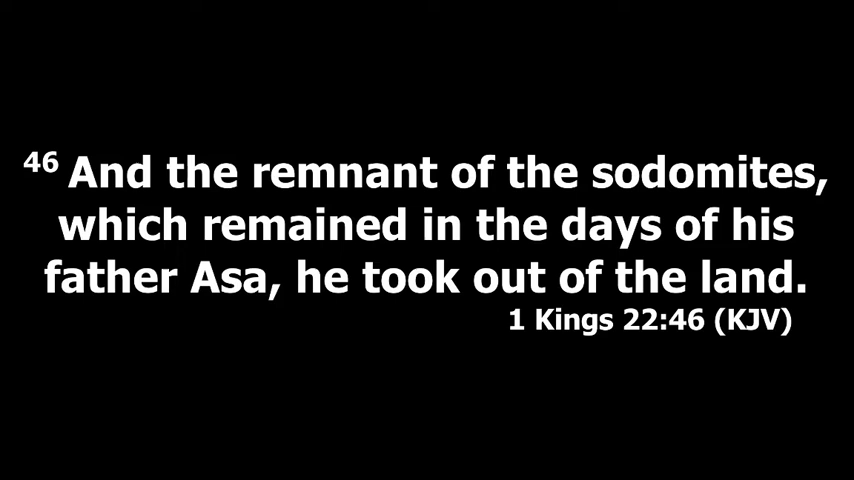 46 And the remnant of the sodomites,
which remained in the days of his
father Asa, he took out of the land.
1 Kings 22:46 (KJV)